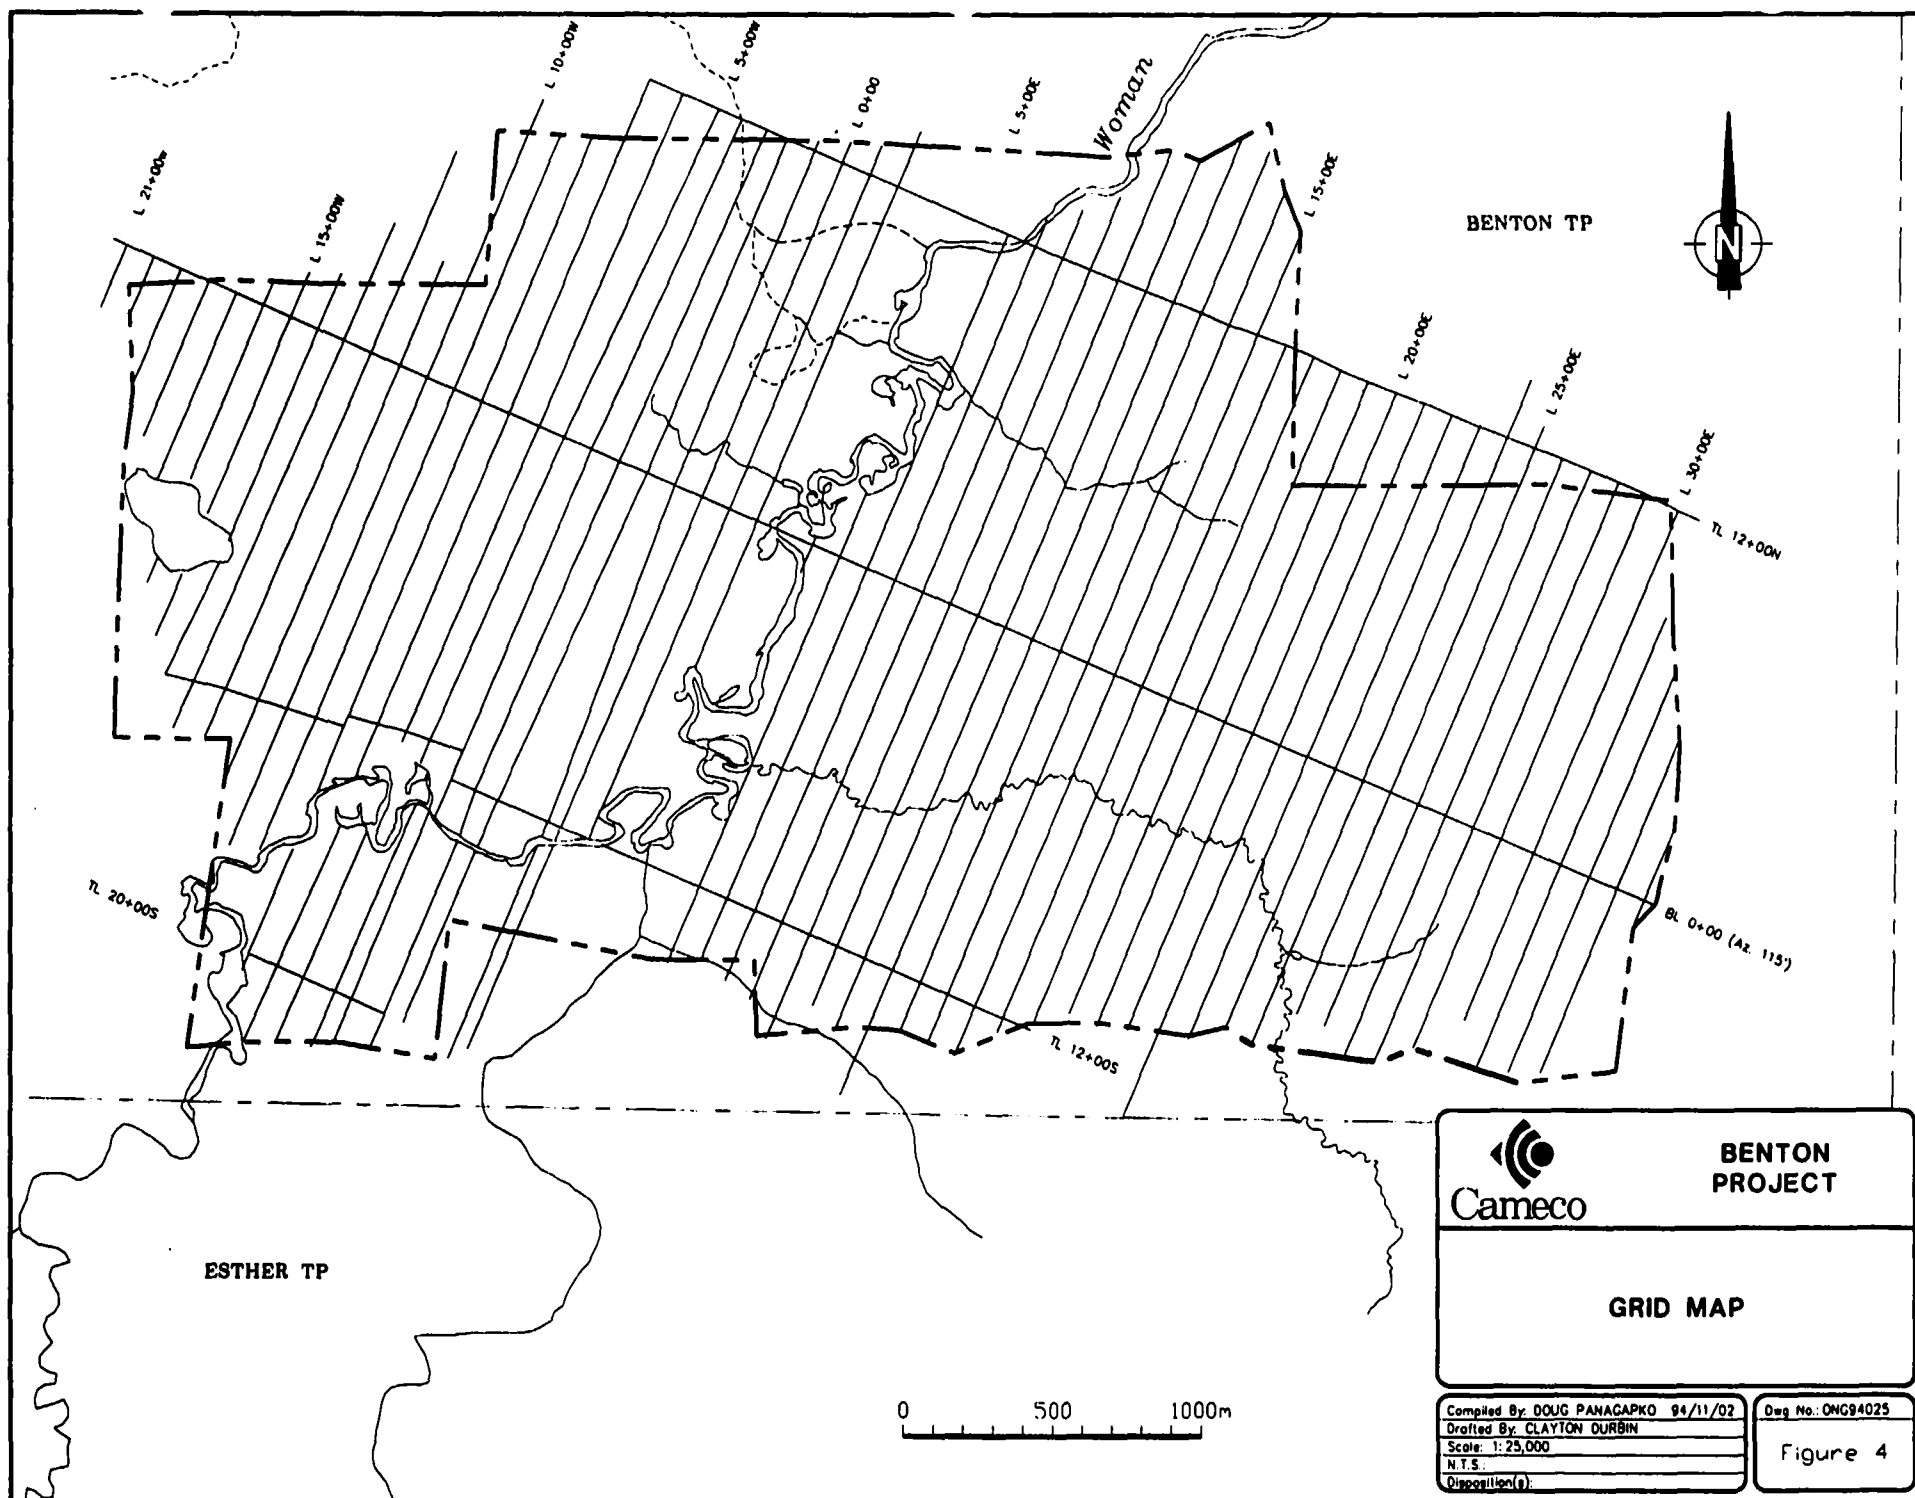 L 10+00W
L 5+00W
L 0+00
L 5+00E
Woman
L 21+00W
L 15+00W
L 15+00E
BENTON TP
N
L 20+00E
L 25+00E
L 30+00E
TL 12+00N
TL 20+00S
BL 0+00 (Az. 115°)
TL 12+00S
ESTHER TP
0 500 1000m
Cameco
BENTON
PROJECT
GRID MAP
Compiled By: DOUG PANAGAPKO 94/11/02
Drafted By: CLAYTON DURBIN
Scale: 1:25,000
N.T.S.:
Disposition(s):
Dwg No.: ONG94025
Figure 4